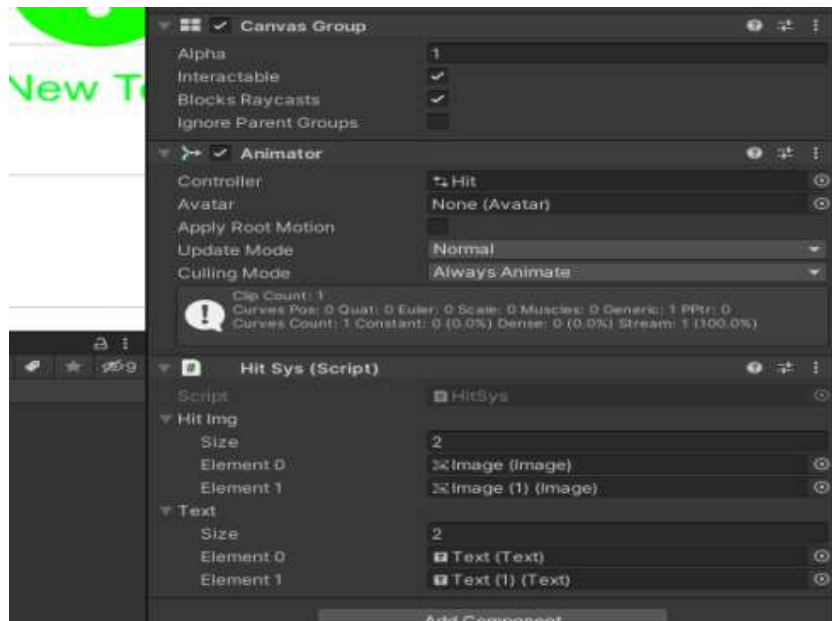 New T
Canvas Group
Alpha 1
Interactable
Blocks Raycasts
Ignore Parent Groups
Animator
Controller Hit
Avatar None (Avatar)
Apply Root Motion
Update Mode Normal
Culling Mode Always Animate
Clip Count: 1
Curves Pos: 0 Quat: 0 Euler: 0 Scale: 0 Muscles: 0 Generic: 1 PPtr: 0
Curves Count: 1 Constant: 0 (0.0%) Dense: 0 (0.0%) Stream: 1 (100.0%)
9
# Hit Sys (Script)
Script HitSys
Hit Img
Size 2
Element 0 Image (Image)
Element 1 Image (1) (Image)
Text
Size 2
Element 0 Text (Text)
Element 1 Text (1) (Text)
Add Component